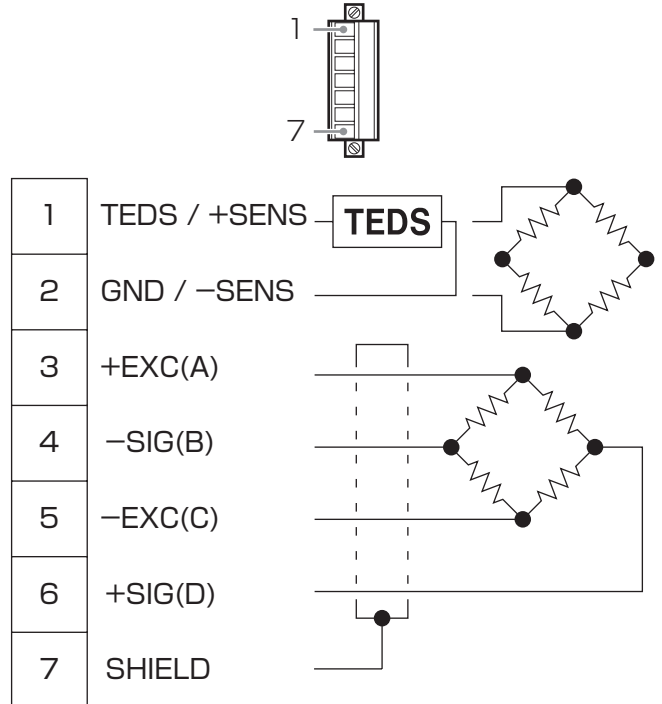 1
7
1 TEDS / +SENS TEDS
2 GND / −SENS
3 +EXC(A)
4 −SIG(B)
5 −EXC(C)
6 +SIG(D)
7 SHIELD